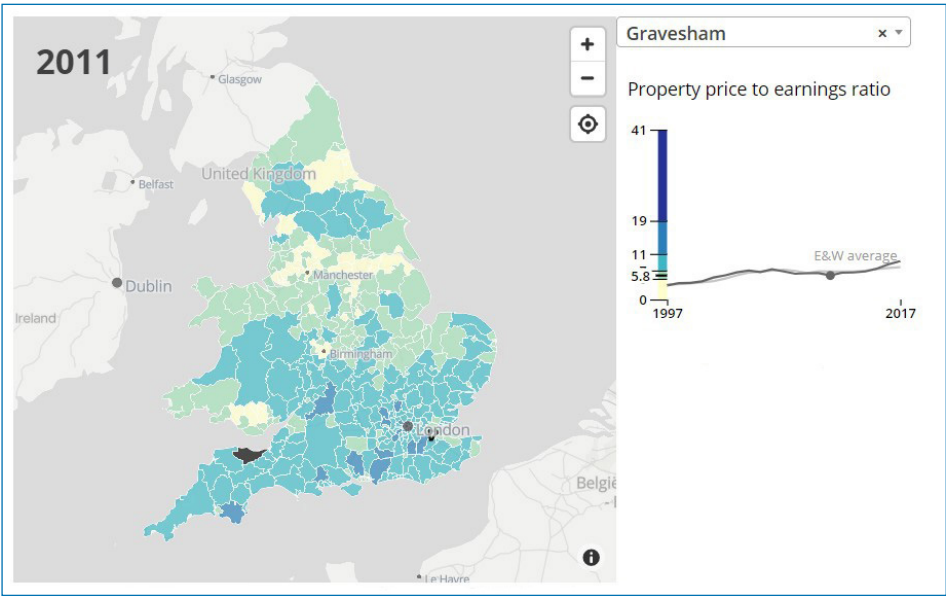 2011
Glasgow
United Kingdom
Belfast
Dublin
Ireland
Manchester
Birmingham
London
België
Le Havre
+
−
i
Gravesham × ▼
Property price to earnings ratio
41
19
11
5.8
0
E&W average
1997
2017